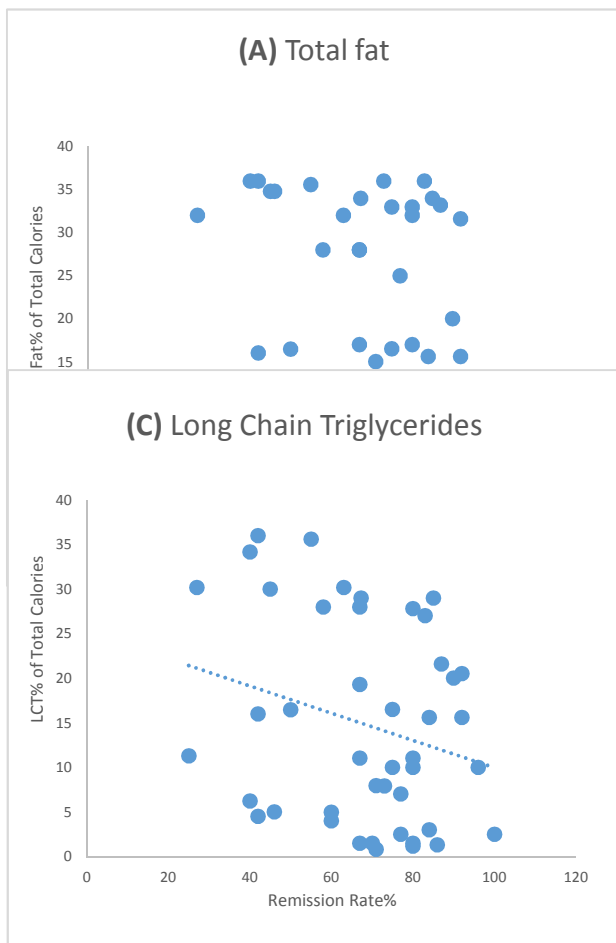 (A) Total fat
Fat% of Total Calories
40
35
30
25
20
15
(C) Long Chain Triglycerides
LCT% of Total Calories
40
35
30
25
20
15
10
5
0
0 20 40 60 80 100 120
Remission Rate%